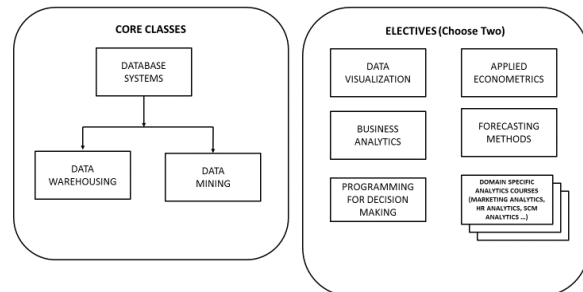 CORE CLASSES
DATABASE
SYSTEMS
DATA
WAREHOUSING
DATA
MINING
ELECTIVES (Choose Two)
DATA
VISUALIZATION
APPLIED
ECONOMETRICS
BUSINESS
ANALYTICS
FORECASTING
METHODS
PROGRAMMING
FOR DECISION
MAKING
DOMAIN SPECIFIC
ANALYTICS COURSES
(MARKETING ANALYTICS,
HR ANALYTICS, SCM
ANALYTICS ...)